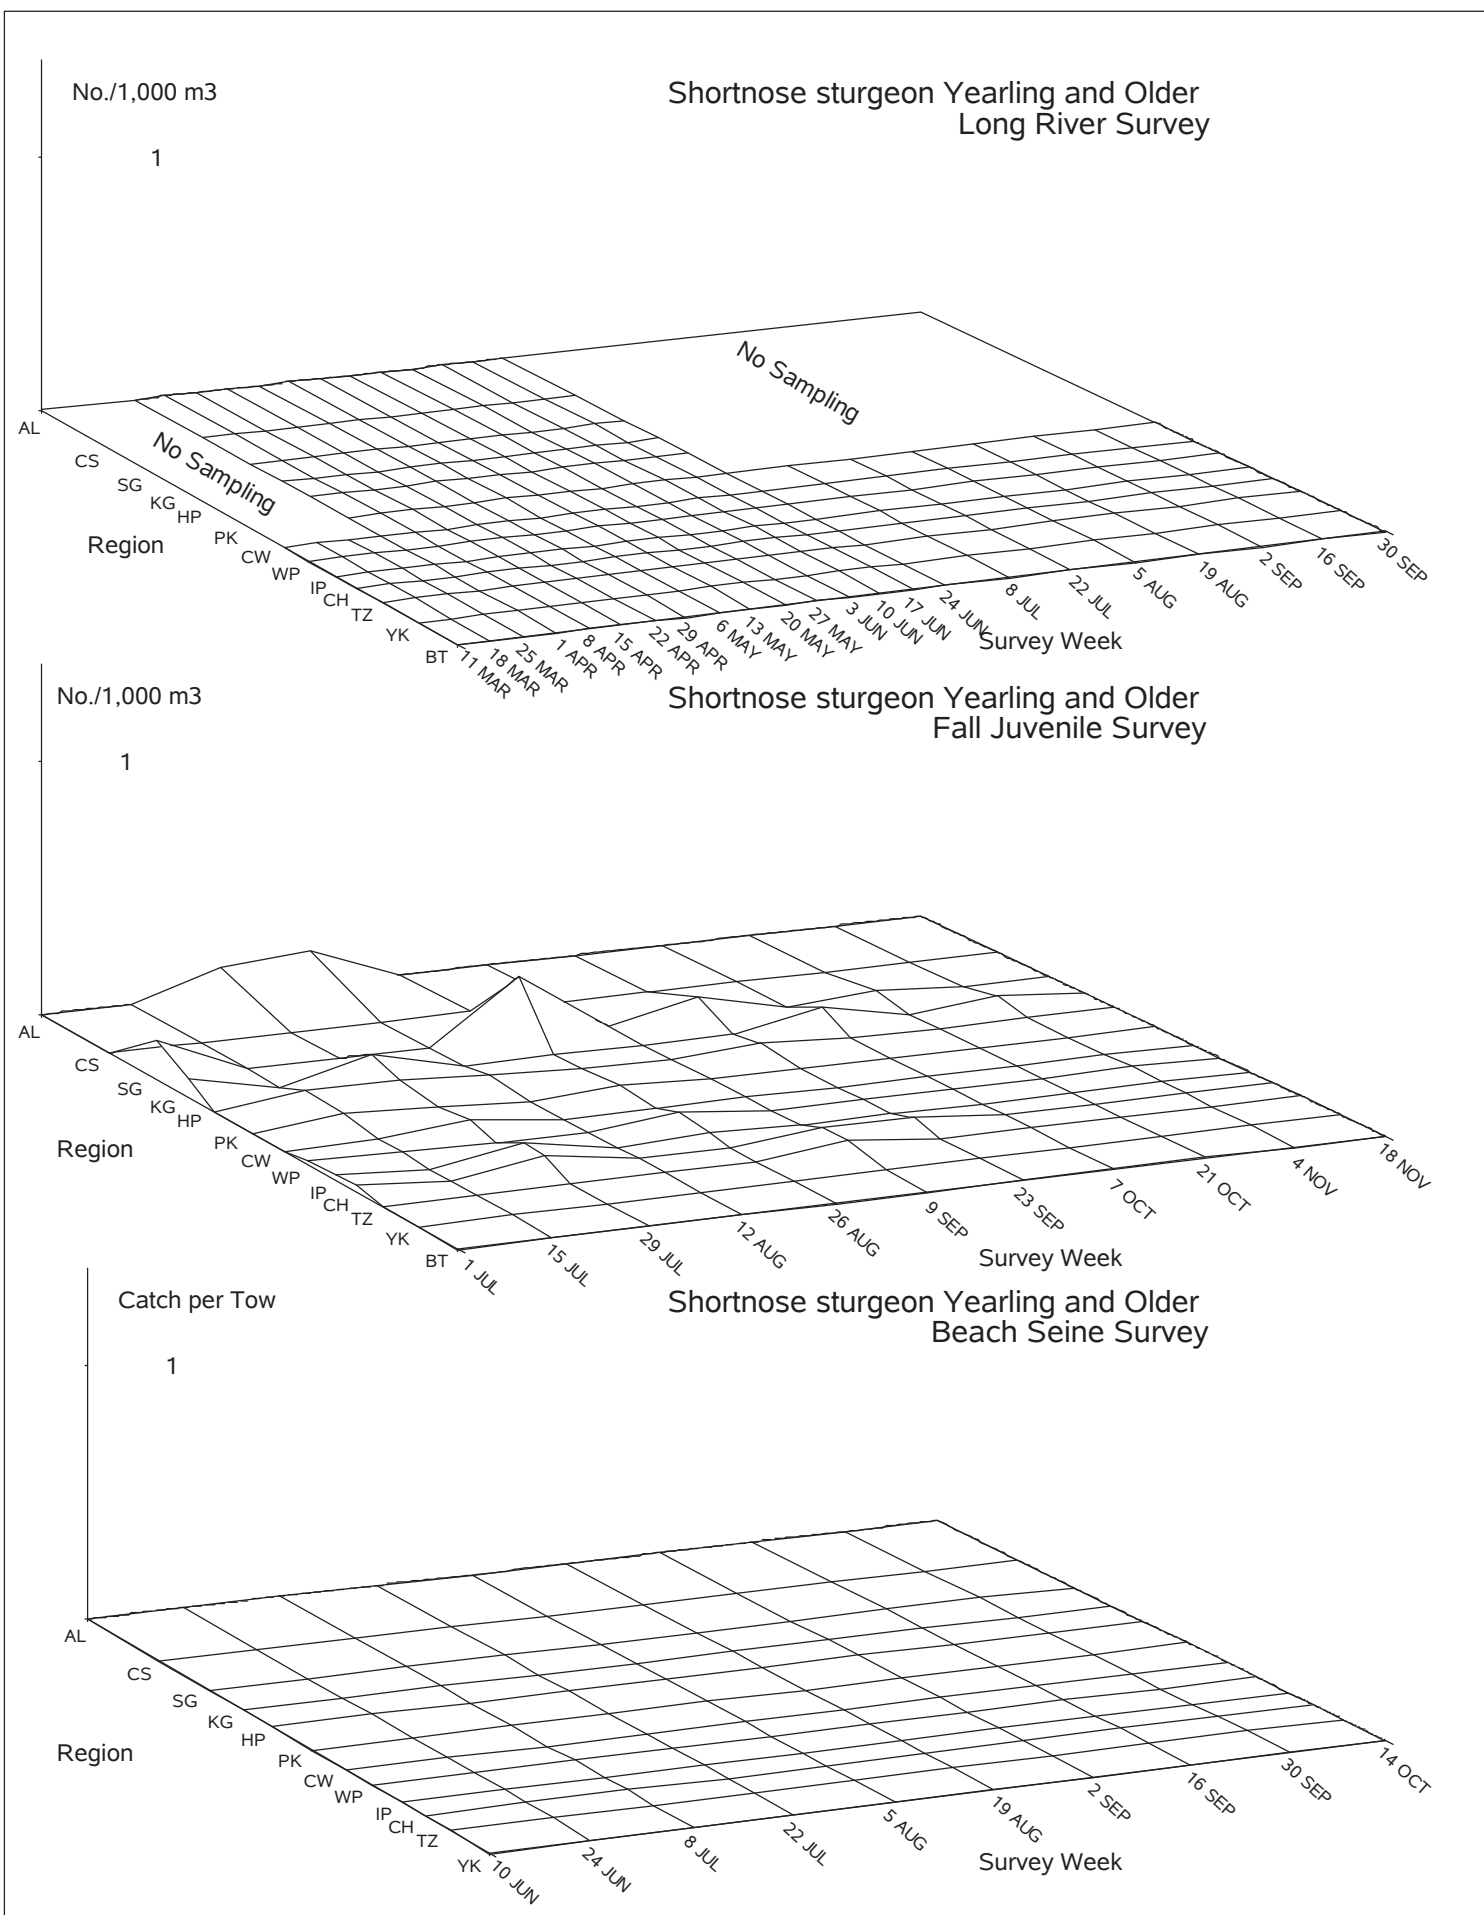 No./1,000 m3
Shortnose sturgeon Yearling and Older
Long River Survey
1
No Sampling
No Sampling
AL
CS
SG
KG
HP
PK
CW
WP
IP
CH
TZ
YK
BT
Region
11 MAR
18 MAR
25 MAR
1 APR
8 APR
15 APR
22 APR
29 APR
6 MAY
13 MAY
20 MAY
27 MAY
3 JUN
10 JUN
17 JUN
24 JUN
8 JUL
22 JUL
5 AUG
19 AUG
2 SEP
16 SEP
30 SEP
Survey Week
No./1,000 m3
Shortnose sturgeon Yearling and Older
Fall Juvenile Survey
1
AL
CS
SG
KG
HP
PK
CW
WP
IP
CH
TZ
YK
BT
Region
1 JUL
15 JUL
29 JUL
12 AUG
26 AUG
9 SEP
23 SEP
7 OCT
21 OCT
4 NOV
18 NOV
Survey Week
Catch per Tow
Shortnose sturgeon Yearling and Older
Beach Seine Survey
1
AL
CS
SG
KG
HP
PK
CW
WP
IP
CH
TZ
YK
Region
10 JUN
24 JUN
8 JUL
22 JUL
5 AUG
19 AUG
2 SEP
16 SEP
30 SEP
14 OCT
Survey Week